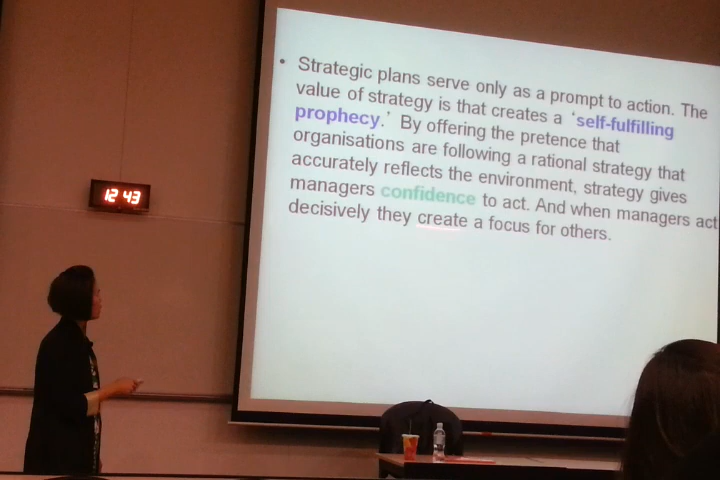 12 43
• Strategic plans serve only as a prompt to action. The
value of strategy is that creates a ‘self-fulfilling
prophecy.’ By offering the pretence that
organisations are following a rational strategy that
accurately reflects the environment, strategy gives
managers confidence to act. And when managers act
decisively they create a focus for others.